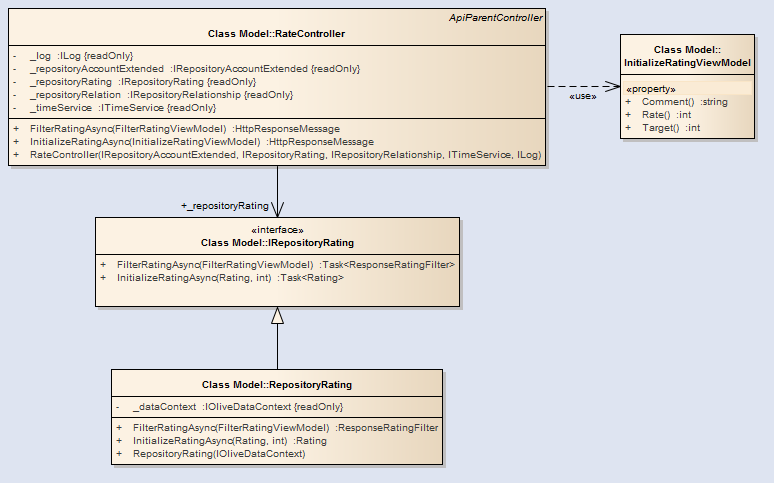 ApiParentController
Class Model::RateController
- _log :ILog {readOnly}
- _repositoryAccountExtended :IRepositoryAccountExtended {readOnly}
- _repositoryRating :IRepositoryRating {readOnly}
- _repositoryRelation :IRepositoryRelationship {readOnly}
- _timeService :ITimeService {readOnly}
+ FilterRatingAsync(FilterRatingViewModel) :HttpResponseMessage
+ InitializeRatingAsync(InitializeRatingViewModel) :HttpResponseMessage
+ RateController(IRepositoryAccountExtended, IRepositoryRating, IRepositoryRelationship, ITimeService, ILog)
«use»
Class Model::
InitializeRatingViewModel
«property»
+ Comment() :string
+ Rate() :int
+ Target() :int
+_repositoryRating
«interface»
Class Model::IRepositoryRating
+ FilterRatingAsync(FilterRatingViewModel) :Task<ResponseRatingFilter>
+ InitializeRatingAsync(Rating, int) :Task<Rating>
Class Model::RepositoryRating
- _dataContext :IOliveDataContext {readOnly}
+ FilterRatingAsync(FilterRatingViewModel) :ResponseRatingFilter
+ InitializeRatingAsync(Rating, int) :Rating
+ RepositoryRating(IOliveDataContext)